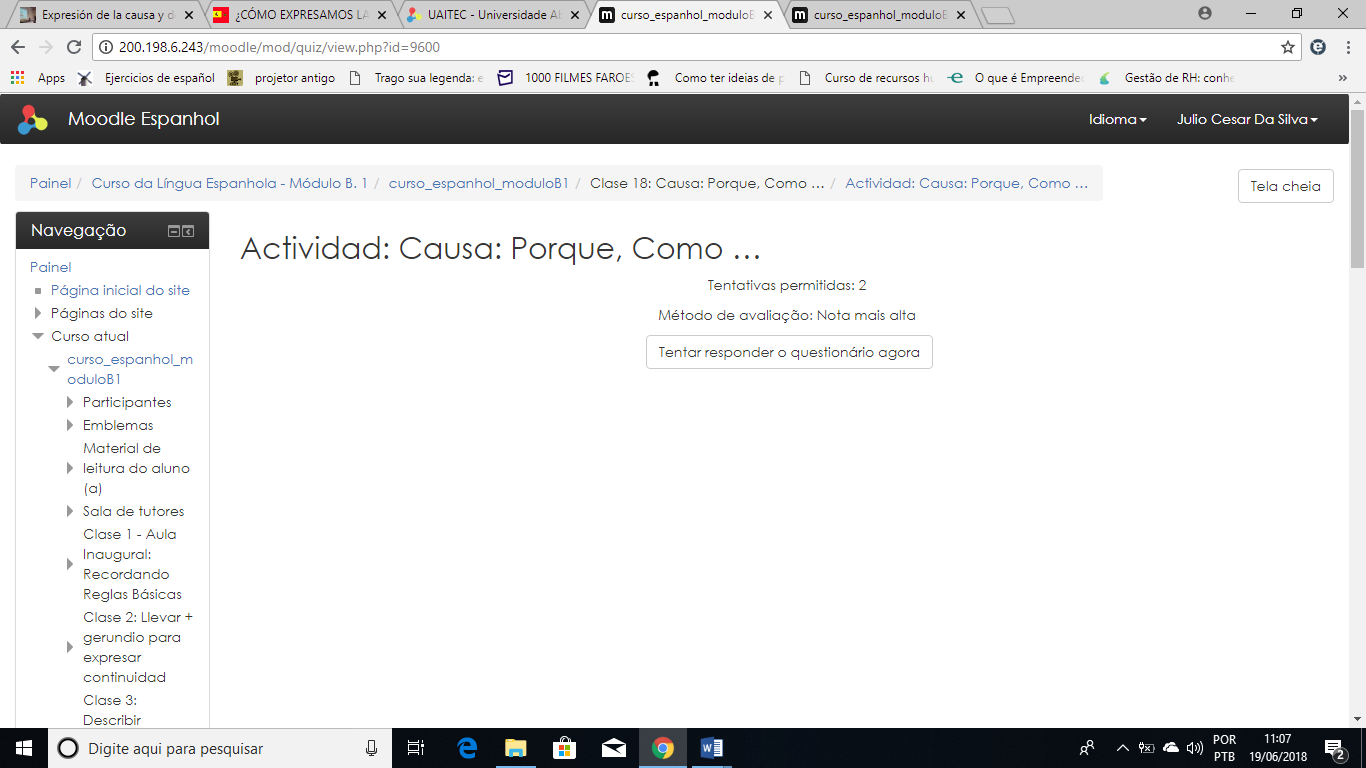 Expresión de la causa y d
¿CÓMO EXPRESAMOS LA
UAITEC - Universidade Ab
curso_espanhol_moduloB
curso_espanhol_moduloB
200.198.6.243/moodle/mod/quiz/view.php?id=9600
Apps
Ejercicios de español
projetor antigo
Trago sua legenda: e
1000 FILMES FAROES
Como ter ideias de p
Curso de recursos hu
O que é Empreende
Gestão de RH: conhe
Moodle Espanhol
Idioma
Julio Cesar Da Silva
Painel / Curso da Língua Espanhola - Módulo B. 1 / curso_espanhol_moduloB1 / Clase 18: Causa: Porque, Como ... / Actividad: Causa: Porque, Como ...
Tela cheia
Navegação
Painel
Página inicial do site
Páginas do site
Curso atual
curso_espanhol_m
oduloB1
Participantes
Emblemas
Material de
leitura do aluno
(a)
Sala de tutores
Clase 1 - Aula
Inaugural:
Recordando
Reglas Básicas
Clase 2: Llevar +
gerundio para
expresar
continuidad
Clase 3:
Describir
Actividad: Causa: Porque, Como ...
Tentativas permitidas: 2
Método de avaliação: Nota mais alta
Tentar responder o questionário agora
Digite aqui para pesquisar
POR
PTB
11:07
19/06/2018
2